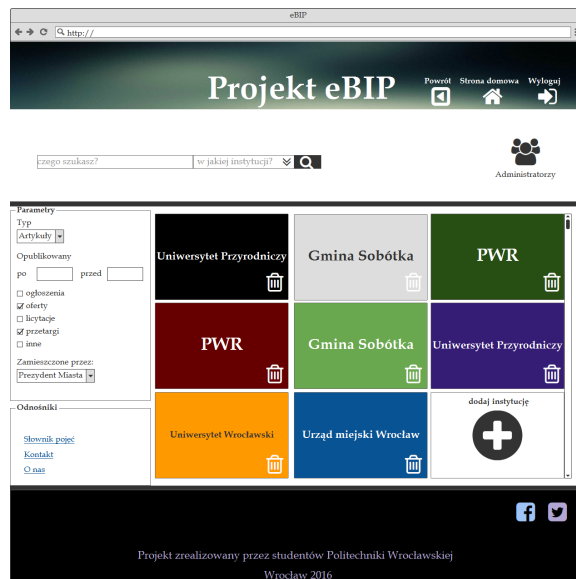 eBIP
http://
Projekt eBIP
Powrót
Strona domowa
Wyloguj
czego szukasz?
w jakiej instytucji?
Administratorzy
Parametry
Typ
Artykuły
Opublikowany
po
przed
ogłoszenia
oferty
licytacje
przetargi
inne
Zamieszczone przez:
Prezydent Miasta
Odnośniki
Słownik pojęć
Kontakt
O nas
Uniwersytet Przyrodniczy
Gmina Sobótka
PWR
PWR
Gmina Sobótka
Uniwersytet Przyrodniczy
Uniwersytet Wrocławski
Urząd miejski Wrocław
dodaj instytucję
Projekt zrealizowany przez studentów Politechniki Wrocławskiej
Wrocław 2016